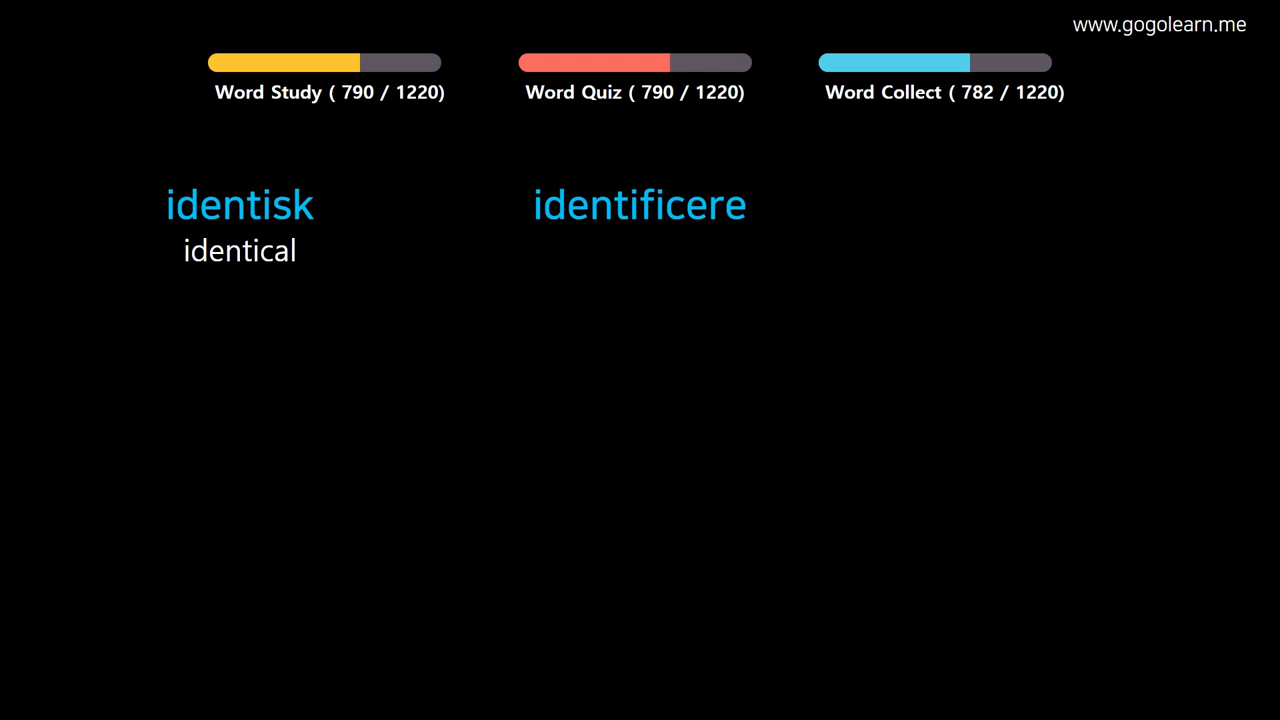 www.gogolearn.me
Word Study ( 790 / 1220)
Word Quiz ( 790 / 1220)
Word Collect ( 782 / 1220)
identisk
identificere
identical